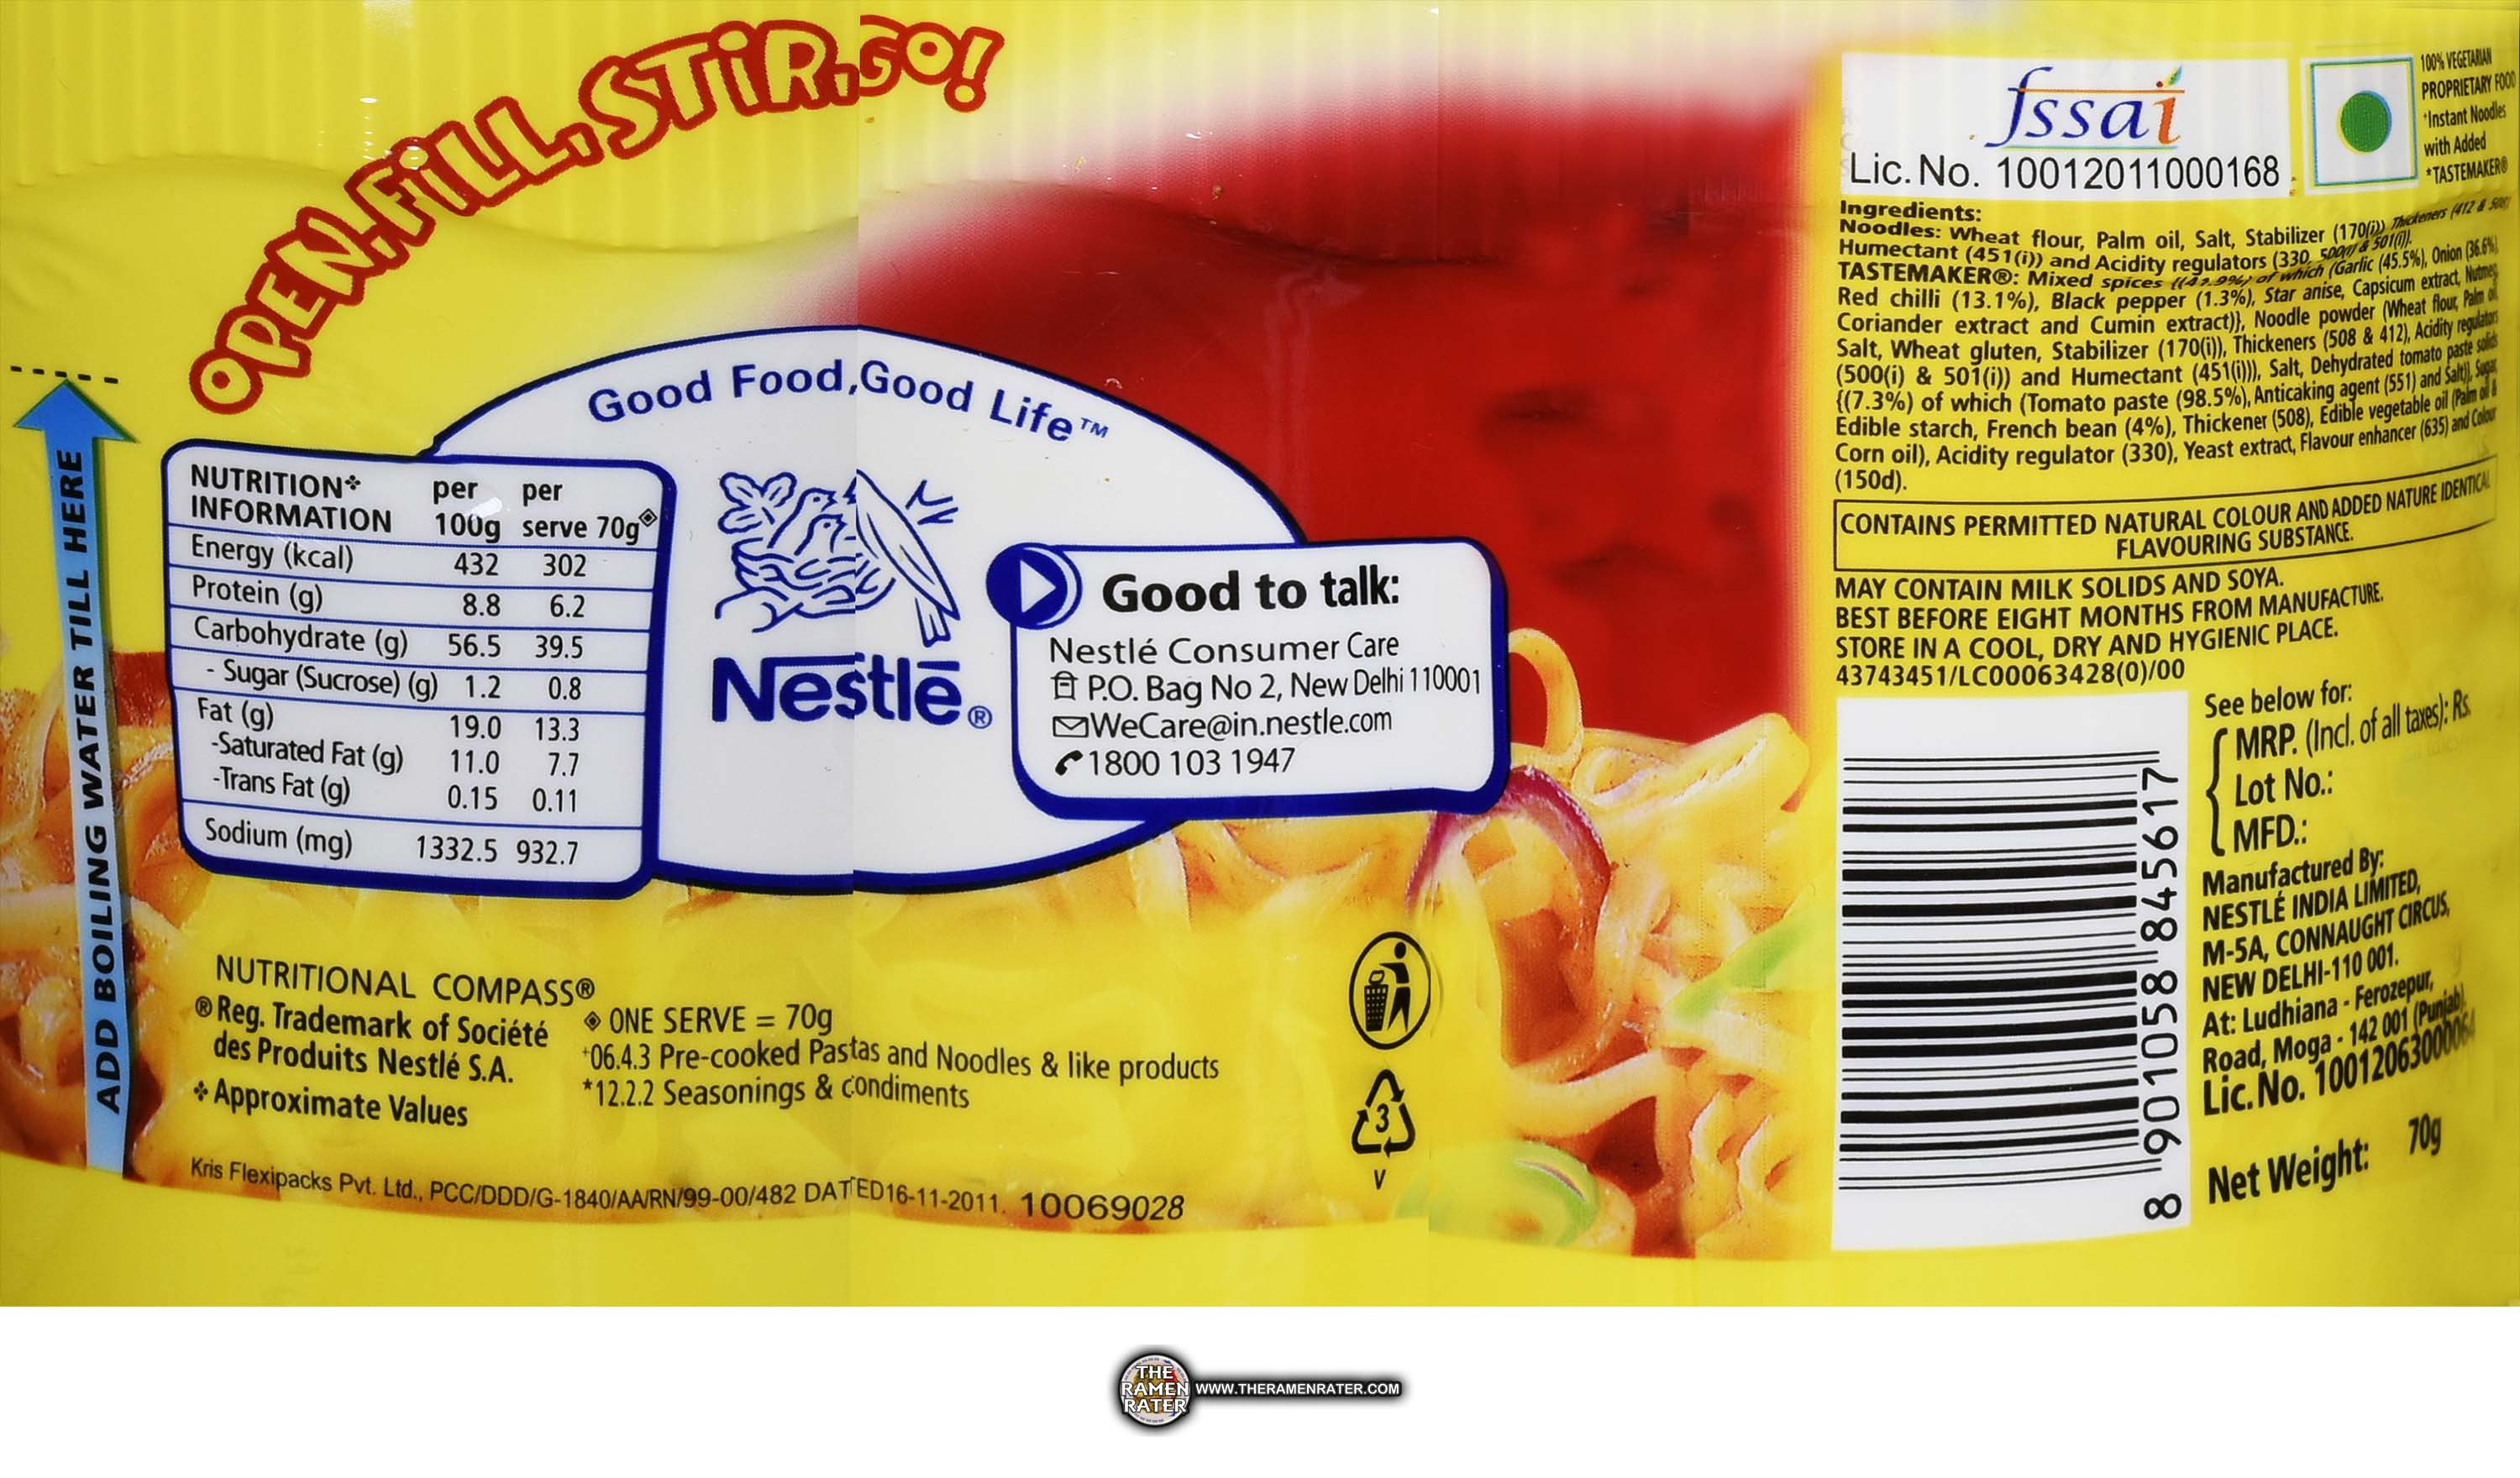 OPEN.FILL.STIR.GO!
ADD BOILING WATER TILL HERE
Good Food,Good Life™
NUTRITION❖ per per
INFORMATION 100g serve 70g◈
Energy (kcal) 432 302
Protein (g) 8.8 6.2
Carbohydrate (g) 56.5 39.5
- Sugar (Sucrose) (g) 1.2 0.8
Fat (g) 19.0 13.3
-Saturated Fat (g) 11.0 7.7
-Trans Fat (g) 0.15 0.11
Sodium (mg) 1332.5 932.7
Nestlé®
Good to talk:
Nestlé Consumer Care
P.O. Bag No 2, New Delhi 110001
WeCare@in.nestle.com
1800 103 1947
NUTRITIONAL COMPASS®
® Reg. Trademark of Société
des Produits Nestlé S.A.
❖ Approximate Values
◈ ONE SERVE = 70g
+06.4.3 Pre-cooked Pastas and Noodles & like products
*12.2.2 Seasonings & condiments
Kris Flexipacks Pvt. Ltd., PCC/DDD/G-1840/AA/RN/99-00/482 DATED16-11-2011. 10069028
3
V
fssai
Lic. No. 10012011000168
100% VEGETARIAN
PROPRIETARY FOOD
+Instant Noodles
with Added
*TASTEMAKER®
Ingredients:
Noodles: Wheat flour, Palm oil, Salt, Stabilizer (170(i)) Thickeners (412 & 508)
Humectant (451(i)) and Acidity regulators (330, 500(i) & 501(i)).
TASTEMAKER®: Mixed spices of which (Garlic (45.5%), Onion (36.6%),
Red chilli (13.1%), Black pepper (1.3%), Star anise, Capsicum extract, Nutmeg,
Coriander extract and Cumin extract)}, Noodle powder (Wheat flour, Palm oil,
Salt, Wheat gluten, Stabilizer (170(i)), Thickeners (508 & 412), Acidity regulators
(500(i) & 501(i)) and Humectant (451(i))), Salt, Dehydrated tomato paste solids
{(7.3%) of which (Tomato paste (98.5%), Anticaking agent (551) and Salt)}, Sugar,
Edible starch, French bean (4%), Thickener (508), Edible vegetable oil (Palm oil &
Corn oil), Acidity regulator (330), Yeast extract, Flavour enhancer (635) and Colour
(150d).
CONTAINS PERMITTED NATURAL COLOUR AND ADDED NATURE IDENTICAL
FLAVOURING SUBSTANCE.
MAY CONTAIN MILK SOLIDS AND SOYA.
BEST BEFORE EIGHT MONTHS FROM MANUFACTURE.
STORE IN A COOL, DRY AND HYGIENIC PLACE.
43743451/LC00063428(0)/00
8 901058 845617
See below for:
MRP. (Incl. of all taxes): Rs.
Lot No.:
MFD.:
Manufactured By:
NESTLÉ INDIA LIMITED,
M-5A, CONNAUGHT CIRCUS,
NEW DELHI-110 001.
At: Ludhiana - Ferozepur,
Road, Moga - 142 001 (Punjab)
Lic. No. 10012063000064
Net Weight: 70g
THE
RAMEN
RATER
WWW.THERAMENRATER.COM